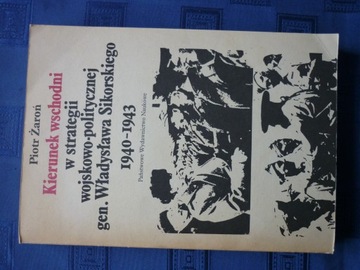 Piotr Żaroń
Kierunek wschodni
w strategii
wojskowo-politycznej
gen. Władysława Sikorskiego
1940-1943
Państwowe Wydawnictwo Naukowe